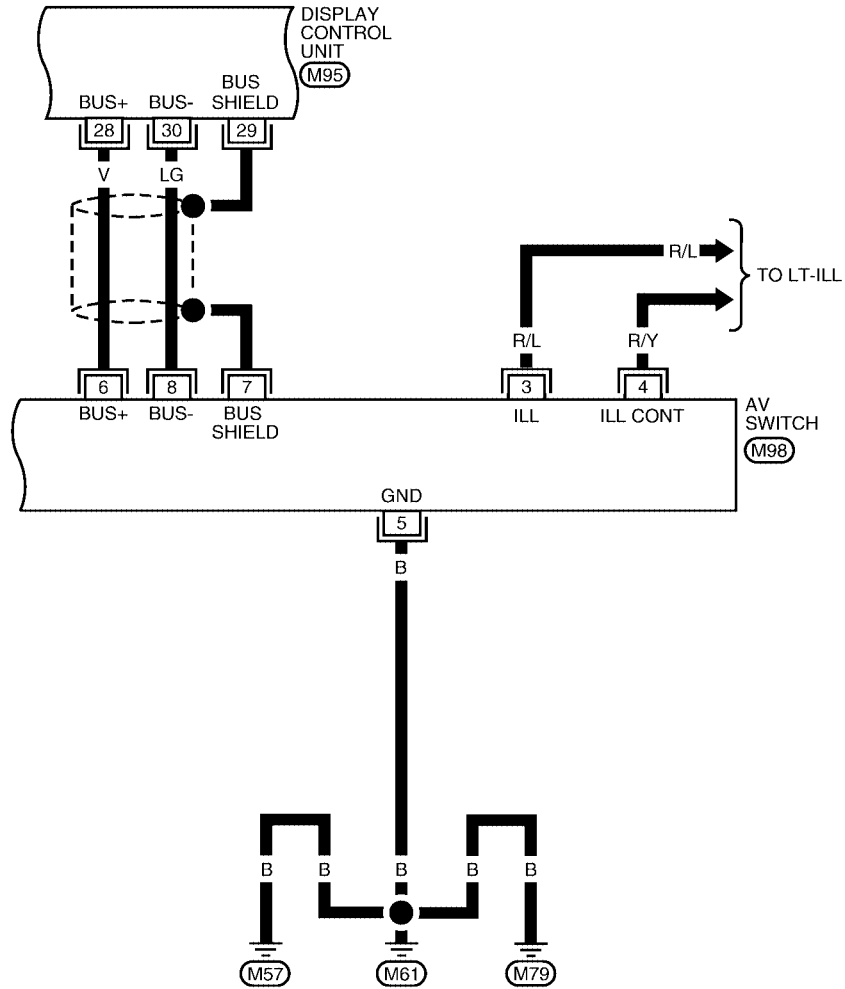 DISPLAY
CONTROL
UNIT
M95
BUS+
BUS-
BUS
SHIELD
28
30
29
V
LG
R/L
TO LT-ILL
R/L
R/Y
6
8
7
3
4
BUS+
BUS-
BUS
SHIELD
ILL
ILL CONT
AV
SWITCH
M98
GND
5
B
B
B
B
B
B
M57
M61
M79